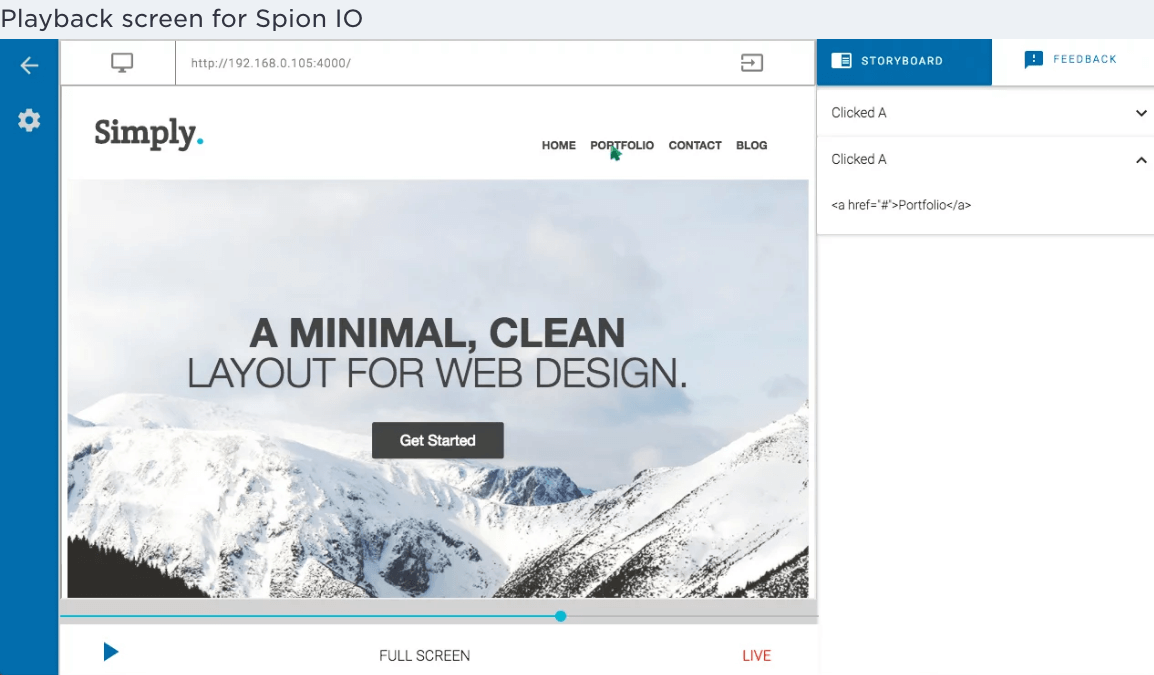 Playback screen for Spion IO
http://192.168.0.105:4000/
STORYBOARD
FEEDBACK
Simply.
HOME PORTFOLIO CONTACT BLOG
Clicked A
Clicked A
<a href="#">Portfolio</a>
A MINIMAL, CLEAN
LAYOUT FOR WEB DESIGN.
Get Started
FULL SCREEN
LIVE